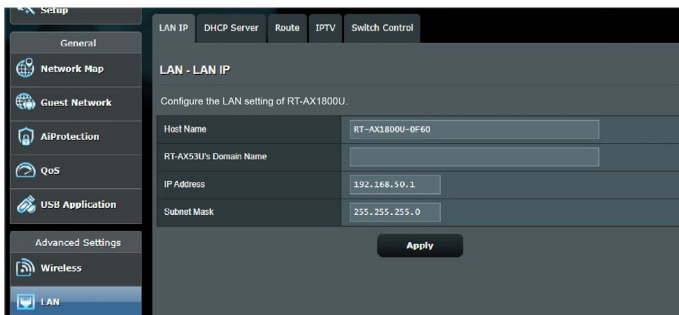 Setup
General
Network Map
Guest Network
AiProtection
QoS
USB Application
Advanced Settings
Wireless
LAN
LAN IP DHCP Server Route IPTV Switch Control
LAN - LAN IP
Configure the LAN setting of RT-AX1800U.
Host Name RT-AX1800U-0F60
RT-AX53U's Domain Name
IP Address 192.168.50.1
Subnet Mask 255.255.255.0
Apply